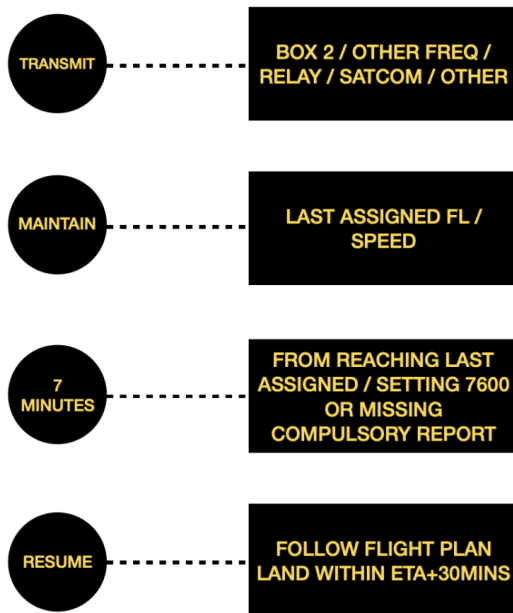 TRANSMIT
BOX 2 / OTHER FREQ /
RELAY / SATCOM / OTHER
MAINTAIN
LAST ASSIGNED FL /
SPEED
7
MINUTES
FROM REACHING LAST
ASSIGNED / SETTING 7600
OR MISSING
COMPULSORY REPORT
RESUME
FOLLOW FLIGHT PLAN
LAND WITHIN ETA+30MINS